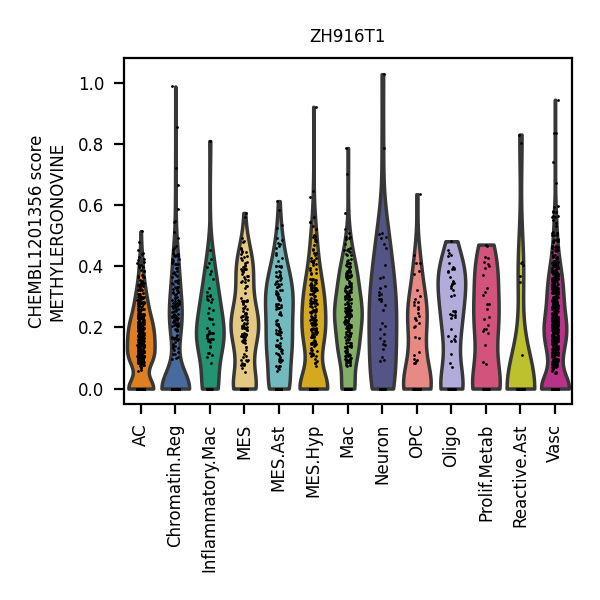 ZH916T1
CHEMBL1201356 score
METHYLERGONOVINE
1.0
0.8
0.6
0.4
0.2
0.0
AC
Chromatin.Reg
Inflammatory.Mac
MES
MES.Ast
MES.Hyp
Mac
Neuron
OPC
Oligo
Prolif.Metab
Reactive.Ast
Vasc